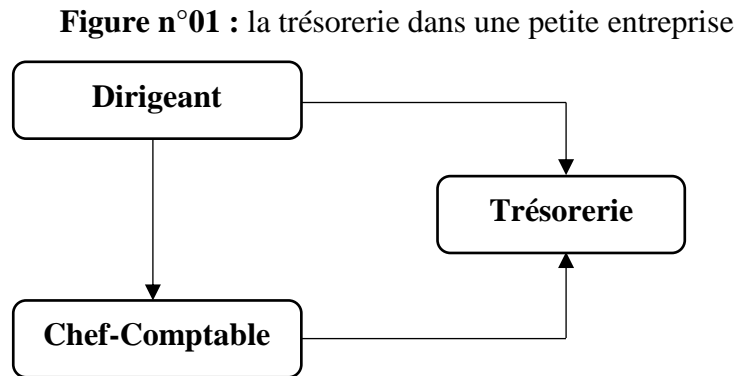 Figure n°01 : la trésorerie dans une petite entreprise
Dirigeant
Trésorerie
Chef-Comptable